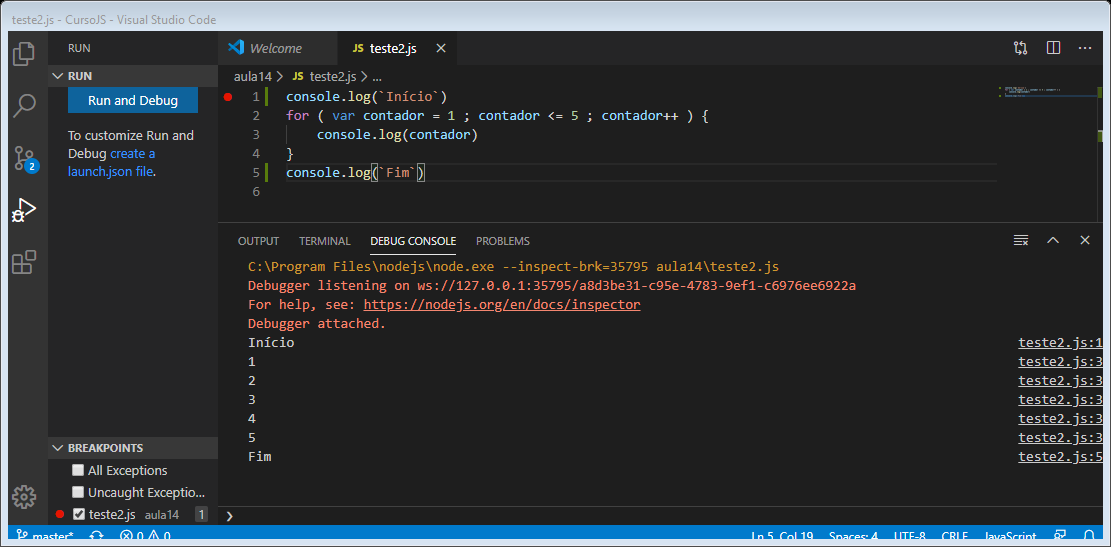 teste2.js - CursoJS - Visual Studio Code
RUN
RUN
Run and Debug
To customize Run and
Debug create a
launch.json file.
2
BREAKPOINTS
All Exceptions
Uncaught Exceptio...
teste2.js aula14 1
Welcome
JS teste2.js
aula14 > JS teste2.js > ...
1 console.log(`Início`)
2 for ( var contador = 1 ; contador <= 5 ; contador++ ) {
3 console.log(contador)
4 }
5 console.log(`Fim`)
6
OUTPUT TERMINAL DEBUG CONSOLE PROBLEMS
C:\Program Files\nodejs\node.exe --inspect-brk=35795 aula14\teste2.js
Debugger listening on ws://127.0.0.1:35795/a8d3be31-c95e-4783-9ef1-c6976ee6922a
For help, see: https://nodejs.org/en/docs/inspector
Debugger attached.
Início teste2.js:1
1 teste2.js:3
2 teste2.js:3
3 teste2.js:3
4 teste2.js:3
5 teste2.js:3
Fim teste2.js:5
master* 0 0 Ln 5, Col 19 Spaces: 4 UTF-8 CRLF JavaScript